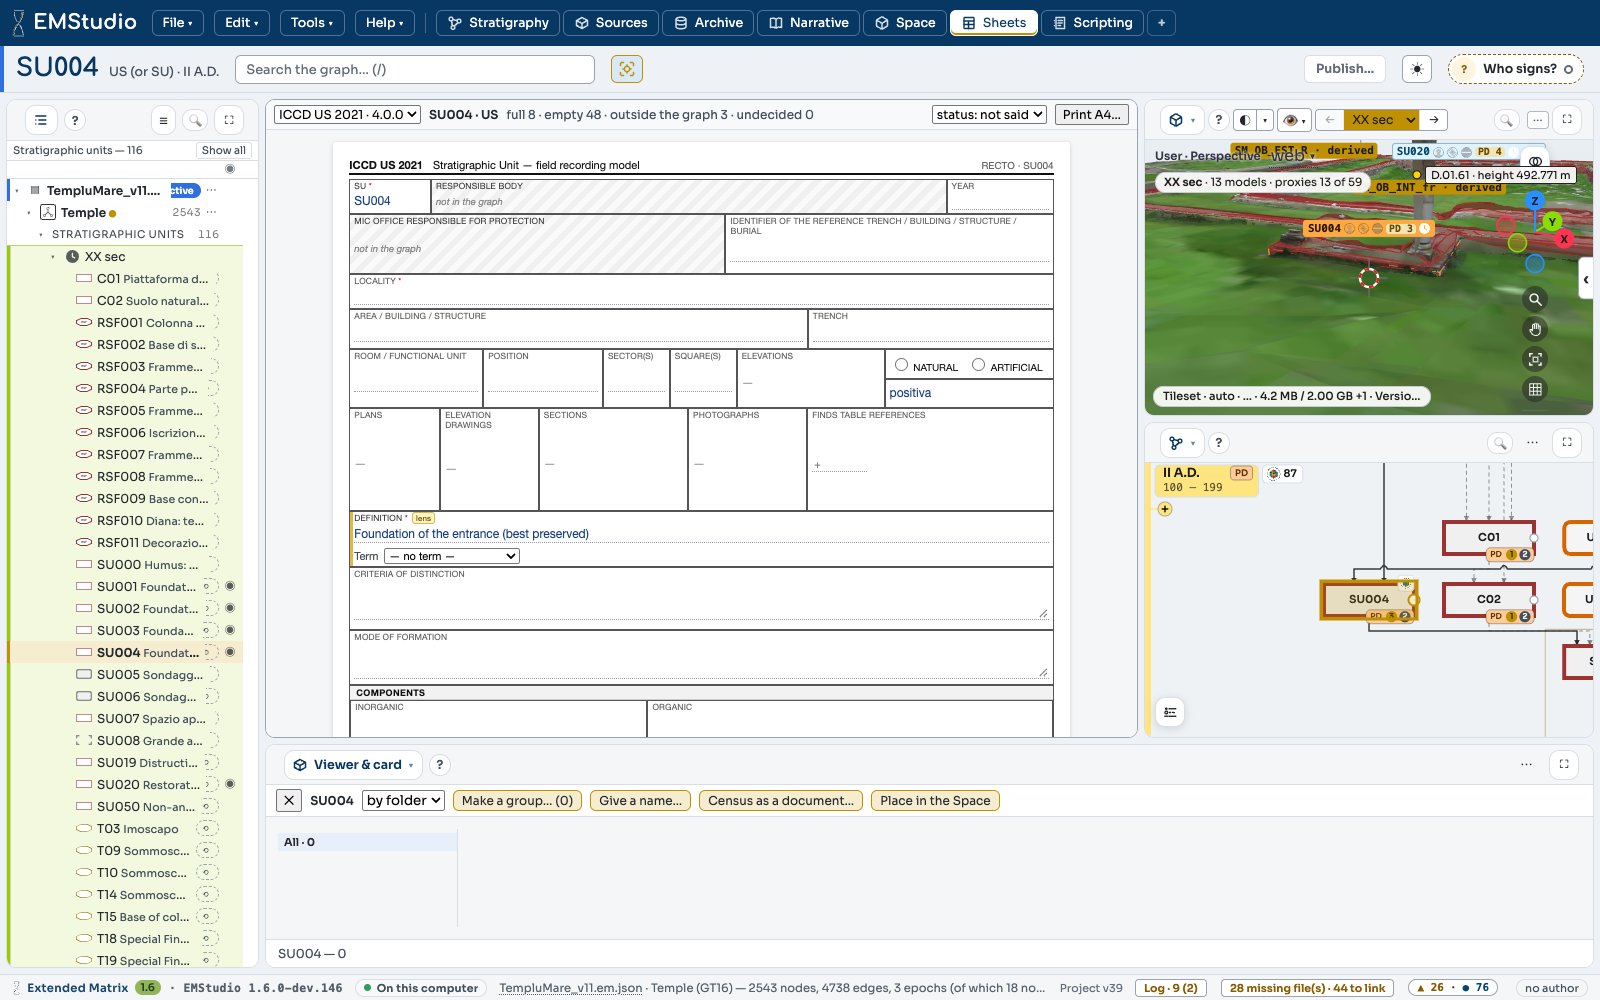 EMStudio File Edit Tools Help Stratigraphy Sources Archive Narrative Space Sheets Scripting +
SU004 US (or SU) · II A.D. Search the graph... (/) Publish... ? Who signs?
?
Stratigraphic units — 116 Show all
TempluMare_v11.... ctive ...
Temple 2543 ...
STRATIGRAPHIC UNITS 116
XX sec
C01 Piattaforma d...
C02 Suolo natural...
RSF001 Colonna ...
RSF002 Base di s...
RSF003 Framme...
RSF004 Parte p...
RSF005 Framme...
RSF006 Iscrizion...
RSF007 Framme...
RSF008 Framme...
RSF009 Base con...
RSF010 Diana: te...
RSF011 Decorazio...
SU000 Humus: ...
SU001 Foundat...
SU002 Foundat...
SU003 Founda...
SU004 Foundat...
SU005 Sondagg...
SU006 Sondag...
SU007 Spazio ap...
SU008 Grande a...
SU019 Distructi...
SU020 Restorat...
SU050 Non-an...
T03 Imoscapo
T09 Sommosc...
T10 Sommosc...
T14 Sommosc...
T15 Base of col...
T18 Special Fin...
T19 Special Fin...
ICCD US 2021 · 4.0.0 SU004 · US full 8 · empty 48 · outside the graph 3 · undecided 0 status: not said Print A4...
ICCD US 2021 Stratigraphic Unit — field recording model RECTO · SU004
SU * RESPONSIBLE BODY YEAR
SU004 not in the graph
MIC OFFICE RESPONSIBLE FOR PROTECTION IDENTIFIER OF THE REFERENCE TRENCH / BUILDING / STRUCTURE /
BURIAL
not in the graph
LOCALITY *
AREA / BUILDING / STRUCTURE TRENCH
ROOM / FUNCTIONAL UNIT POSITION SECTOR(S) SQUARE(S) ELEVATIONS NATURAL ARTIFICIAL
—
positiva
PLANS ELEVATION DRAWINGS SECTIONS PHOTOGRAPHS FINDS TABLE REFERENCES
— — — — +
DEFINITION * lens
Foundation of the entrance (best preserved)
Term — no term —
CRITERIA OF DISTINCTION
MODE OF FORMATION
COMPONENTS
INORGANIC ORGANIC
? XX sec ...
User · Perspective web SM_OB_EST_R · derived SU020 PD 4
XX sec · 13 models · proxies 13 of 59 D.01.61 · height 492.771 m
_OB_INT_fr · derived
Z
Y
X
SU004 PD 3
Tileset · auto · ... · 4.2 MB / 2.00 GB +1 · Versio...
? ...
II A.D. PD 87
100 — 199
+
C01
PD 1 2
SU004 C02 U
PD 3 2 PD 1 2
Viewer & card ? ...
SU004 by folder Make a group... (0) Give a name... Census as a document... Place in the Space
All · 0
SU004 — 0
Extended Matrix 1.6 · EMStudio 1.6.0-dev.146 On this computer TempluMare_v11.em.json · Temple (GT16) — 2543 nodes, 4738 edges, 3 epochs (of which 18 no... Project v39 Log · 9 (2) 28 missing file(s) · 44 to link ▲ 26 · ● 76 no author